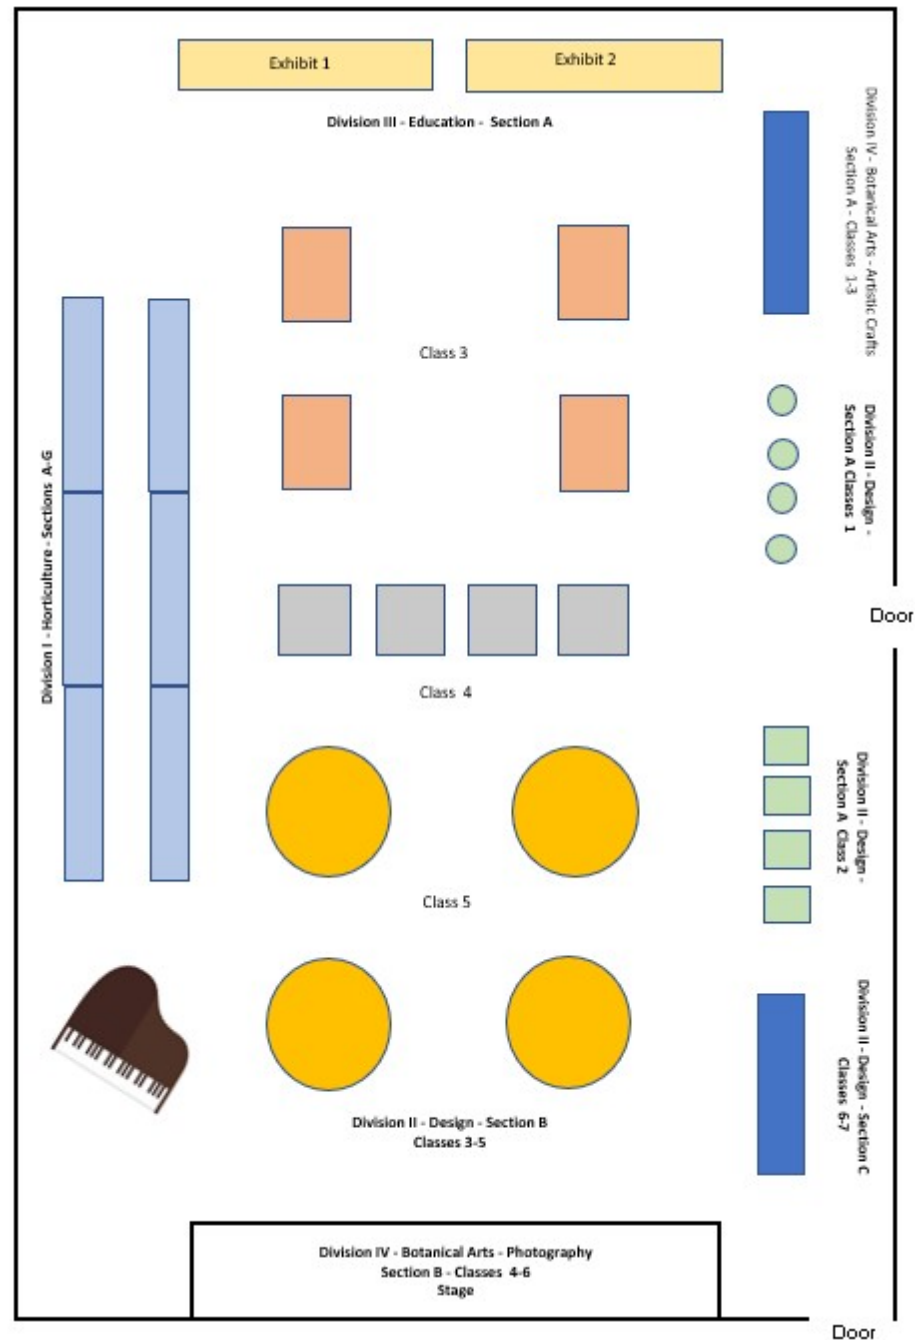 Exhibit 1
Exhibit 2
Division III - Education -  Section A
Division IV - Botanical Arts - Artistic Crafts
Section A - Classes  1-3
Class 3
Division II - Design -
Section A Classes  1
Division I - Horticulture - Sections  A-G
Door
Class  4
Division II - Design -
Section A  Class 2
Class 5
Division II - Design - Section C
Classes  6-7
Division II - Design - Section B
Classes 3-5
Division IV - Botanical Arts - Photography
Section B - Classes  4-6
Stage
Door